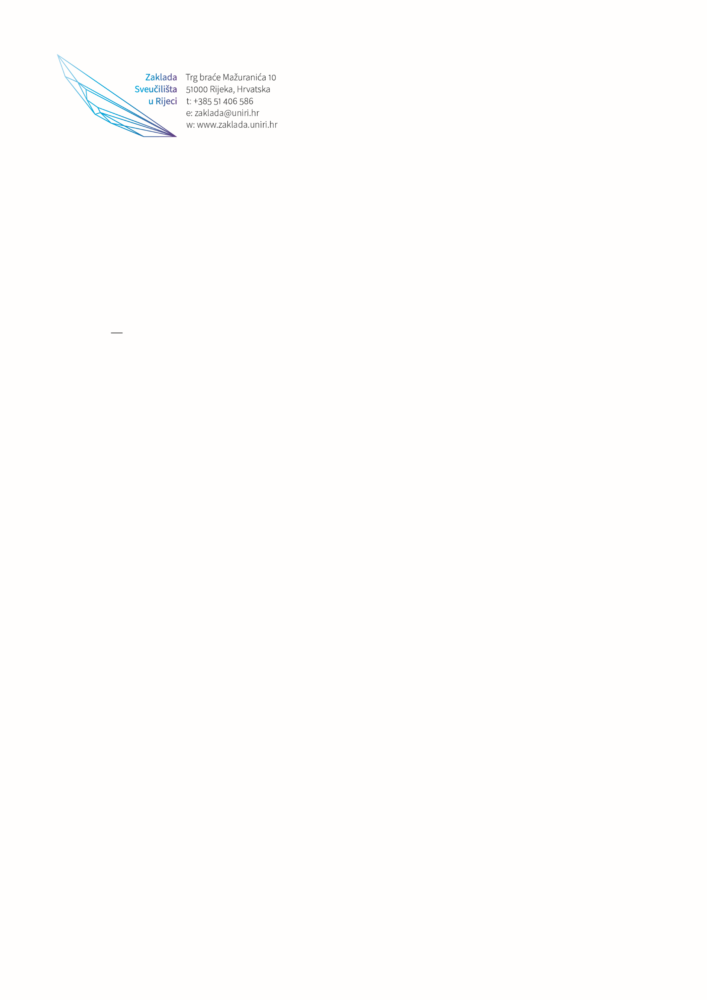 Zaklada
Sveučilišta
u Rijeci
Trg braće Mažuranića 10
51000 Rijeka, Hrvatska
t: +385 51 406 586
e: zaklada@uniri.hr
w: www.zaklada.uniri.hr